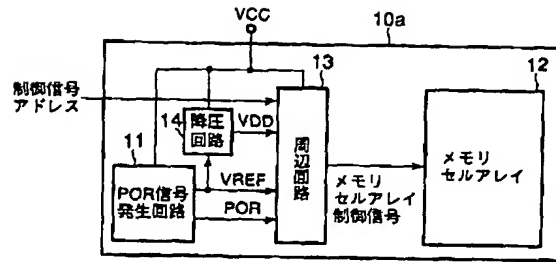 VCC
10a
制御信号
アドレス
13
12
14
降圧
回路
VDD
11
周辺回路
メモリ
セルアレイ
POR信号
発生回路
VREF
POR
メモリ
セルアレイ
制御信号